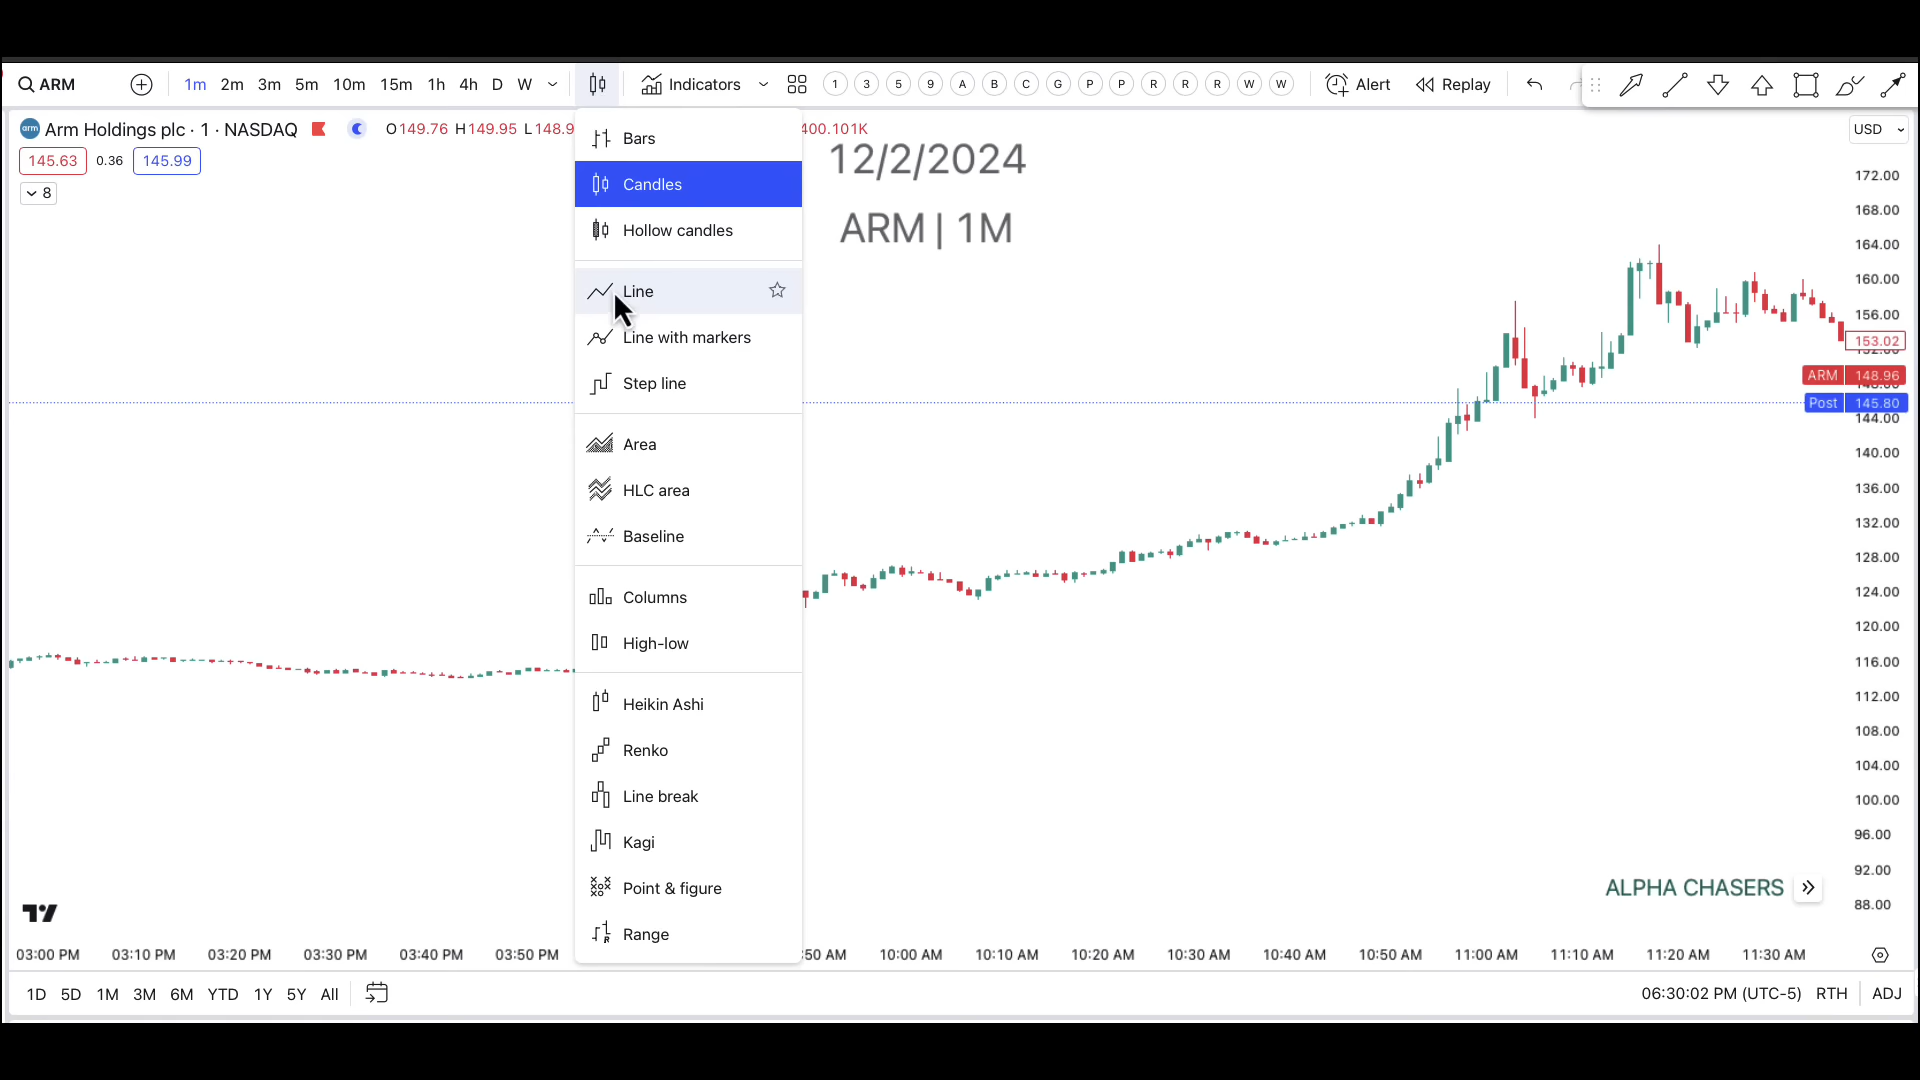 ARM 1m 2m 3m 5m 10m 15m 1h 4h D W Indicators 1 3 5 9 A B C G P P R R R W W Alert Replay
arm Arm Holdings plc · 1 · NASDAQ O149.76 H149.95 L148.9 400.101K USD
145.63 0.36 145.99
8
12/2/2024
ARM | 1M
Bars
Candles
Hollow candles
Line
Line with markers
Step line
Area
HLC area
Baseline
Columns
High-low
Heikin Ashi
Renko
Line break
Kagi
Point & figure
Range
172.00
168.00
164.00
160.00
156.00
153.02
ARM 148.96
Post 145.80
144.00
140.00
136.00
132.00
128.00
124.00
120.00
116.00
112.00
108.00
104.00
100.00
96.00
92.00
88.00
ALPHA CHASERS
03:00 PM 03:10 PM 03:20 PM 03:30 PM 03:40 PM 03:50 PM :50 AM 10:00 AM 10:10 AM 10:20 AM 10:30 AM 10:40 AM 10:50 AM 11:00 AM 11:10 AM 11:20 AM 11:30 AM
1D 5D 1M 3M 6M YTD 1Y 5Y All 06:30:02 PM (UTC-5) RTH ADJ